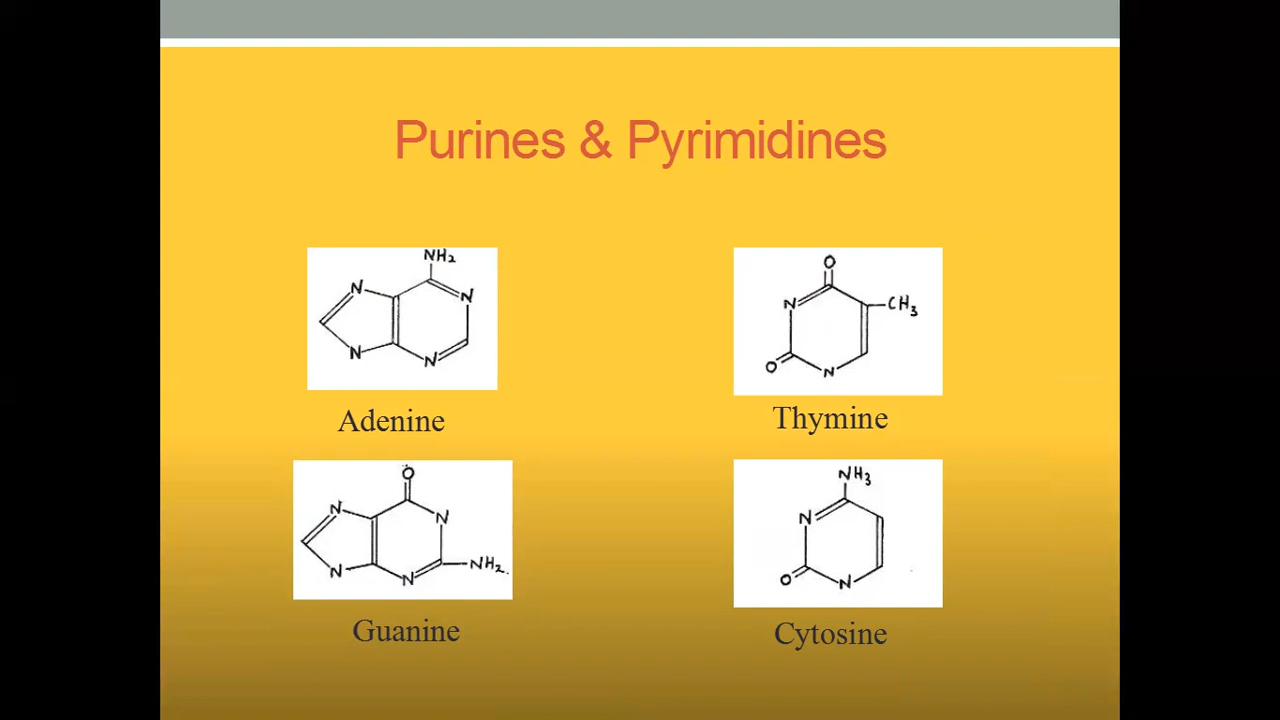 Purines & Pyrimidines
NH2
N
N
N
N
Adenine
O
N
CH3
O
N
Thymine
O
N
N
N
N
NH2
Guanine
NH3
N
O
N
Cytosine